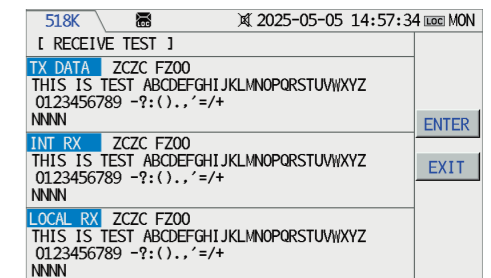 518K LOC 2025-05-05 14:57:34 LOC MON
[ RECEIVE TEST ]
TX DATA ZCZC FZ00
THIS IS TEST ABCDEFGHIJKLMNOPQRSTUVWXYZ
0123456789 -?:().,´=/+
NNNN
ENTER
INT RX ZCZC FZ00
THIS IS TEST ABCDEFGHIJKLMNOPQRSTUVWXYZ
0123456789 -?:().,´=/+
NNNN
EXIT
LOCAL RX ZCZC FZ00
THIS IS TEST ABCDEFGHIJKLMNOPQRSTUVWXYZ
0123456789 -?:().,´=/+
NNNN